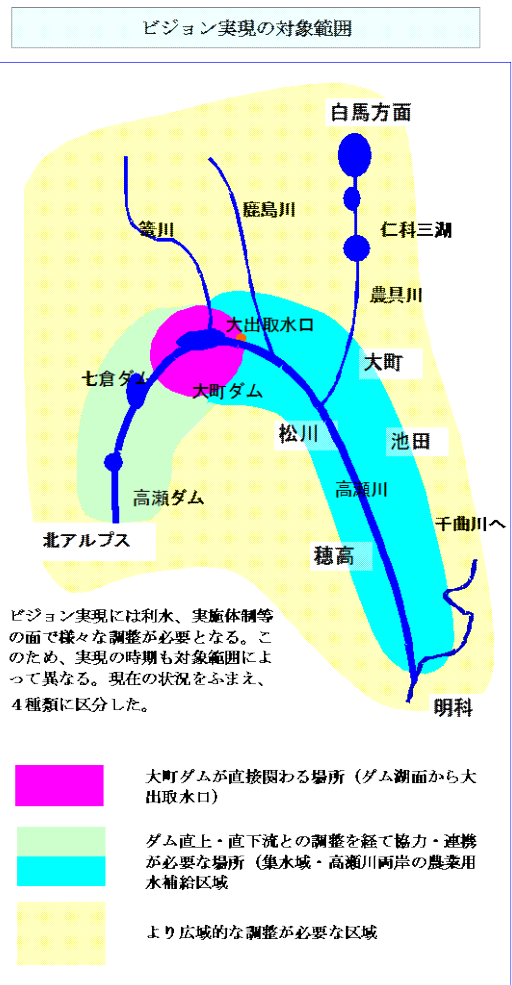 ビジョン実現の対象範囲
白馬方面
鹿島川
篭川
仁科三湖
農具川
大出取水口
大町
七倉ダム
大町ダム
松川
池田
高瀬川
高瀬ダム
千曲川へ
北アルプス
穂高
ビジョン実現には利水、実施体制等
の面で様々な調整が必要となる。こ
のため、実現の時期も対象範囲によ
って異なる。現在の状況をふまえ、
4種類に区分した。
明科
大町ダムが直接関わる場所(ダム湖面から大
出取水口)
ダム直上・直下流との調整を経て協力・連携
が必要な場所(集水域・高瀬川両岸の農業用
水補給区域
より広域的な調整が必要な区域